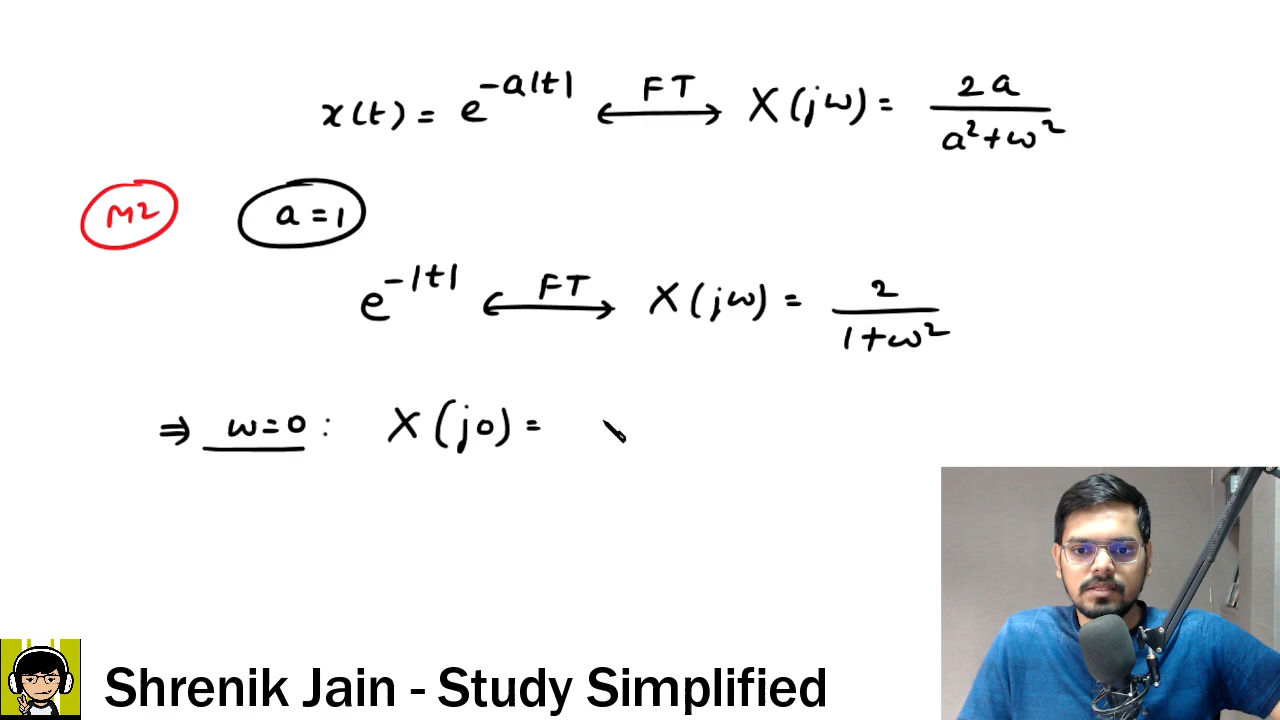 x(t) = e^{-a|t|} ⟷ FT X(jω) = 2a / (a² + ω²)
M2 a = 1
e^{-|t|} ⟷ FT X(jω) = 2 / (1 + ω²)
⇒ ω = 0 : X(j0) =
Shrenik Jain - Study Simplified